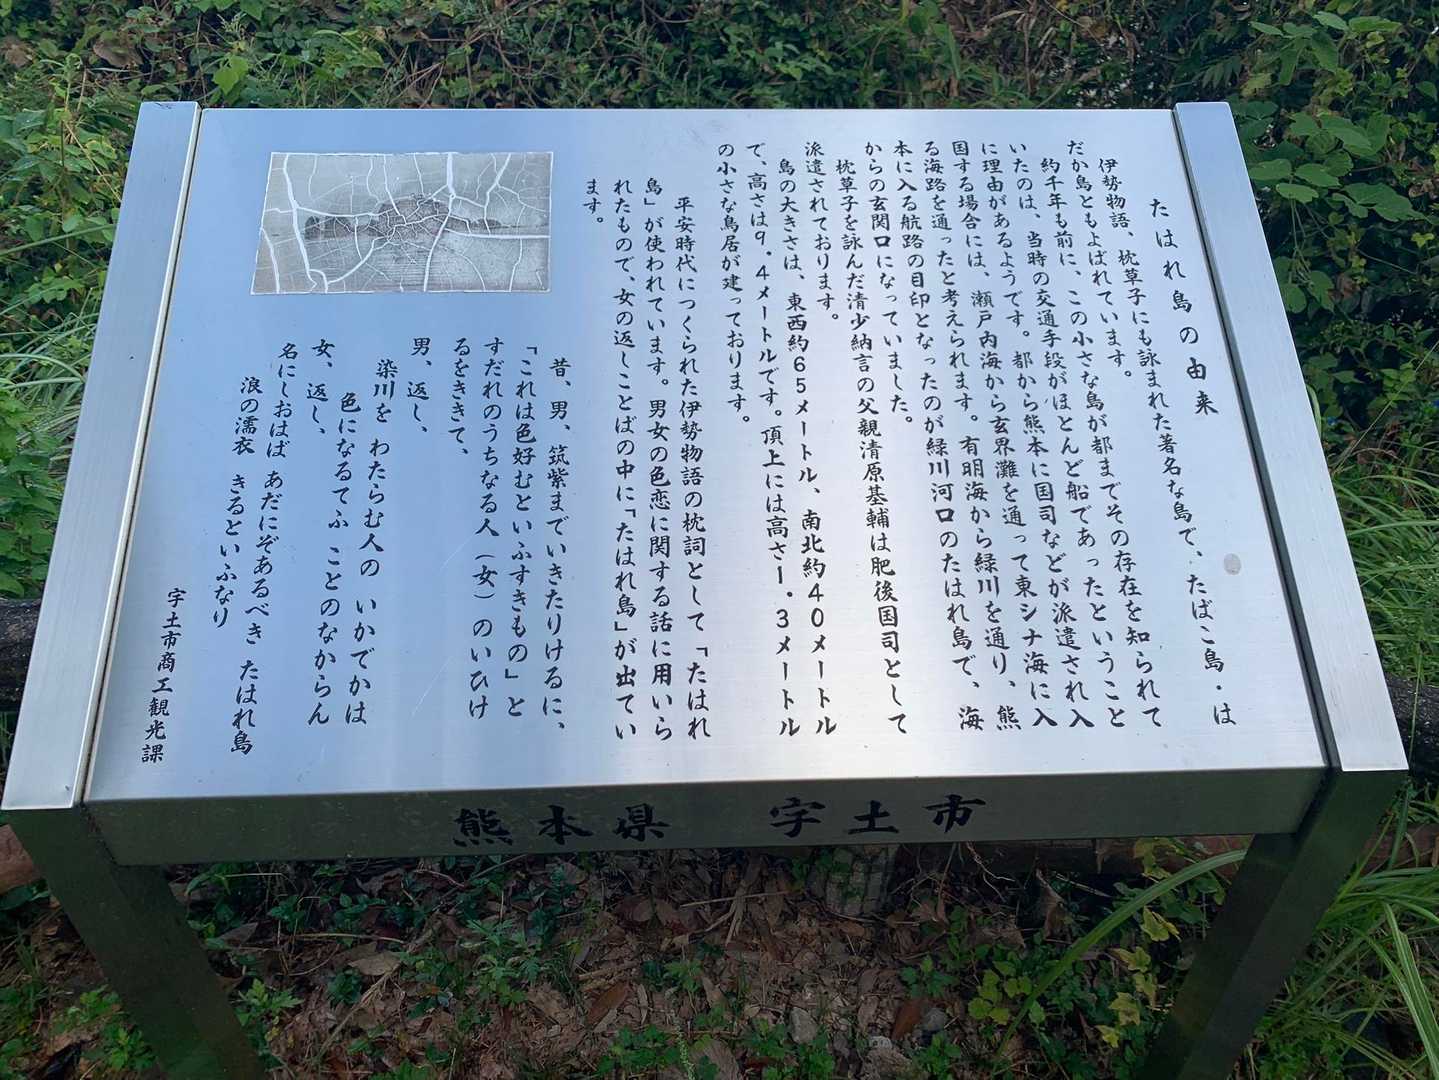 たはれ島の由来
伊勢物語、枕草子にも詠まれた著名な島で、たばこ島・は
だか島ともよばれています。
約千年も前に、この小さな島が都までその存在を知られて
いたのは、当時の交通手段がほとんど船であったということ
に理由があるようです。都から熊本に国司などが派遣され入
国する場合には、瀬戸内海から玄界灘を通って東シナ海に入
る海路を通ったと考えられます。有明海から緑川を通り、熊
本に入る航路の目印となったのが緑川河口のたはれ島で、海
からの玄関口になっていました。
枕草子を詠んだ清少納言の父親清原基輔は肥後国司として
派遣されております。
島の大きさは、東西約65メートル、南北約40メートル
で、高さは9.4メートルです。頂上には高さ1.3メートル
の小さな鳥居が建っております。
平安時代につくられた伊勢物語の枕詞として「たはれ
島」が使われています。男女の色恋に関する話に用いら
れたもので、女の返しことばの中に「たはれ島」が出てい
ます。
昔、男、筑紫までいきたりけるに、
「これは色好むといふすきもの」と
すだれのうちなる人(女)のいひけ
るをききて、
男、返し、
染川を わたらむ人の いかでかは
色になるてふ ことのなからん
女、返し、
名にしおはば あだにぞあるべき たはれ島
浪の濡衣 きるといふなり
宇土市商工観光課
熊本県 宇土市